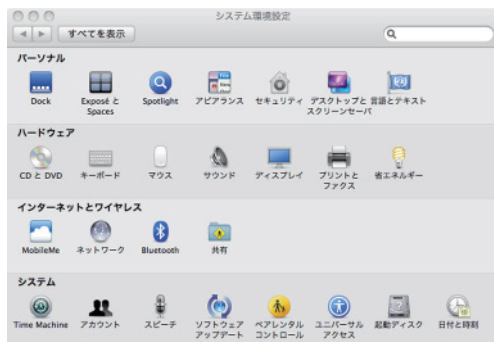 システム環境設定
すべてを表示
パーソナル
Dock
Exposé と
Spaces
Spotlight
アピアランス
セキュリティ
デスクトップと
スクリーンセーバ
言語とテキスト
ハードウェア
CD と DVD
キーボード
マウス
サウンド
ディスプレイ
プリントと
ファクス
省エネルギー
インターネットとワイヤレス
MobileMe
ネットワーク
Bluetooth
共有
システム
Time Machine
アカウント
スピーチ
ソフトウェア
アップデート
ペアレンタル
コントロール
ユニバーサル
アクセス
起動ディスク
日付と時刻